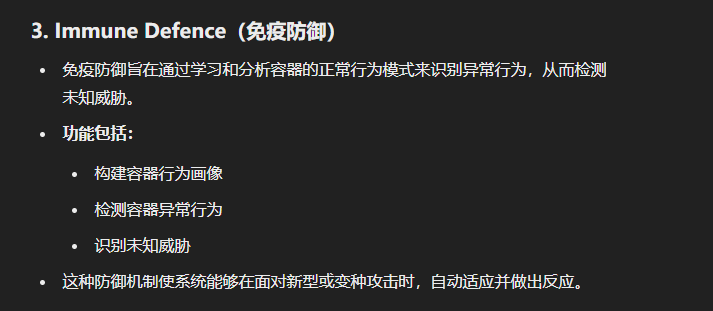 3. Immune Defence（免疫防御）
• 免疫防御旨在通过学习和分析容器的正常行为模式来识别异常行为，从而检测
未知威胁。
• 功能包括：
• 构建容器行为画像
• 检测容器异常行为
• 识别未知威胁
• 这种防御机制使系统能够在面对新型或变种攻击时，自动适应并做出反应。